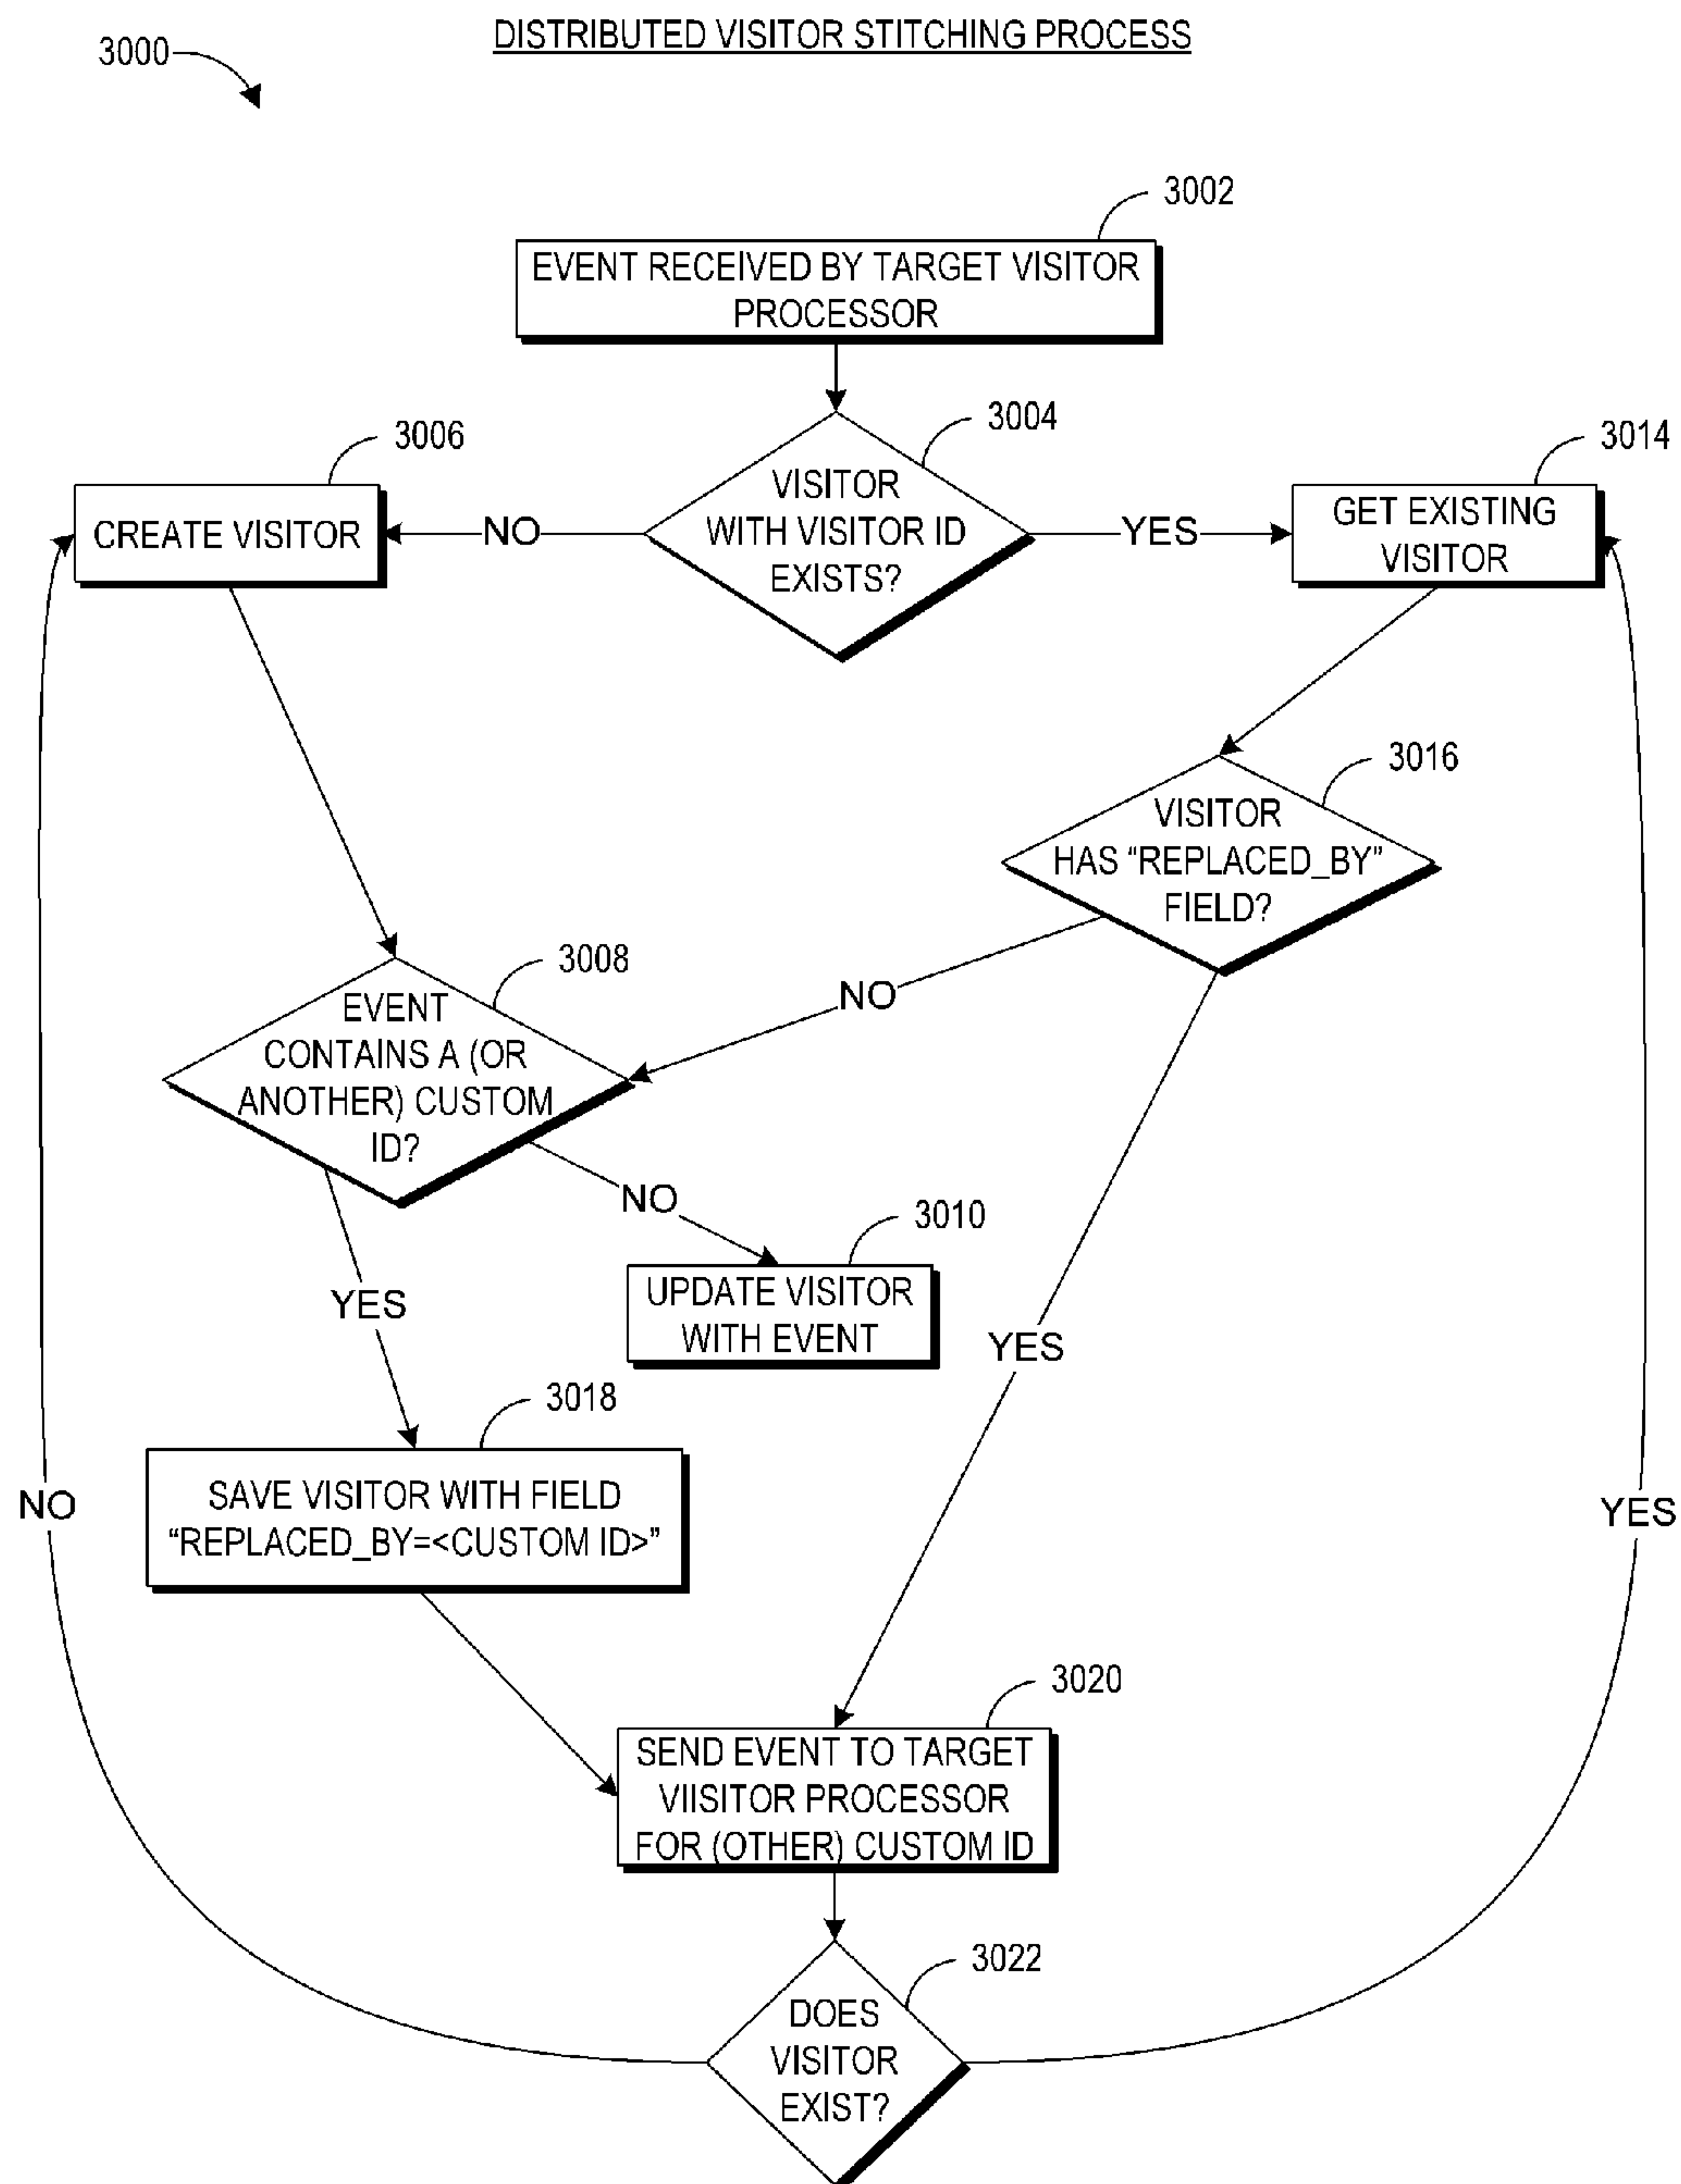 DISTRIBUTED VISITOR STITCHING PROCESS
3000
3002
EVENT RECEIVED BY TARGET VISITOR
PROCESSOR
3004
VISITOR
WITH VISITOR ID
EXISTS?
3006
CREATE VISITOR
NO
YES
3014
GET EXISTING
VISITOR
3016
VISITOR
HAS “REPLACED_BY”
FIELD?
3008
EVENT
CONTAINS A (OR
ANOTHER) CUSTOM
ID?
NO
NO
3010
UPDATE VISITOR
WITH EVENT
YES
YES
3018
SAVE VISITOR WITH FIELD
“REPLACED_BY=<CUSTOM ID>”
NO
YES
3020
SEND EVENT TO TARGET
VIISITOR PROCESSOR
FOR (OTHER) CUSTOM ID
3022
DOES
VISITOR
EXIST?